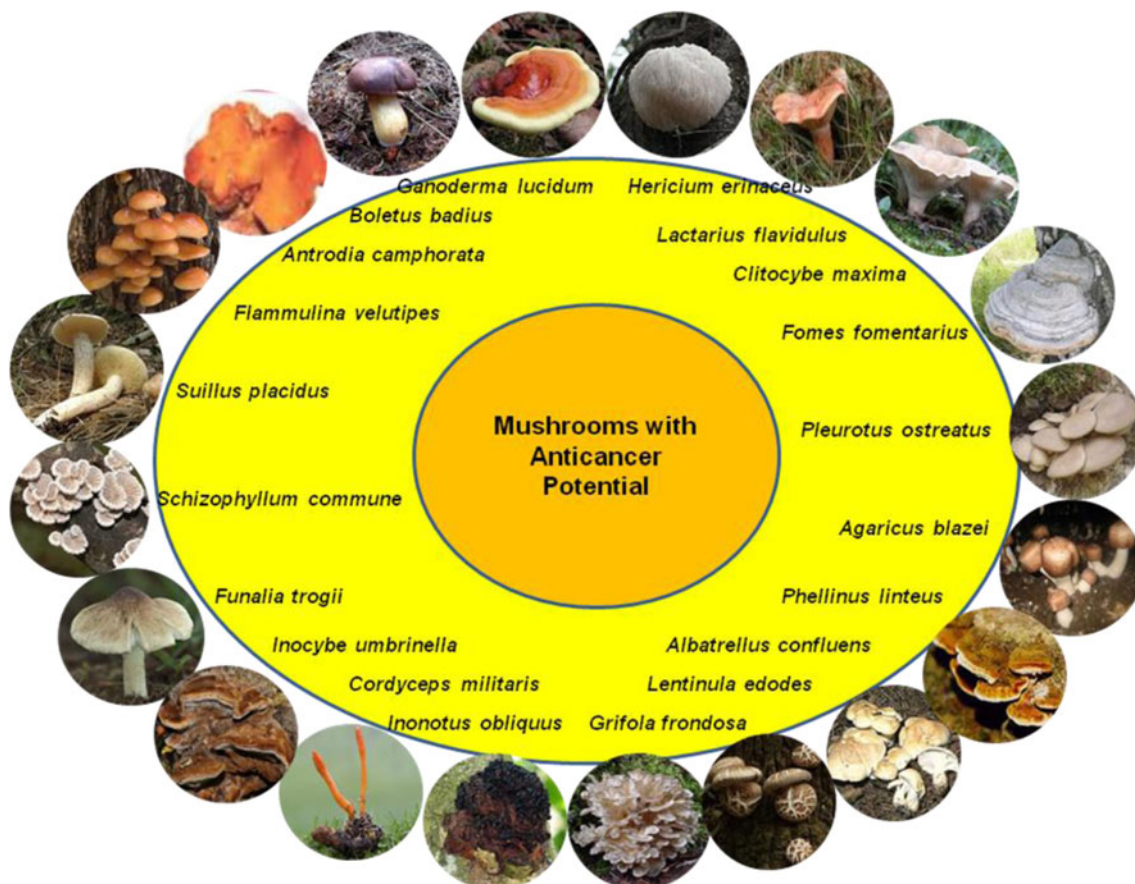 Ganoderma lucidum
Hericium erinaceus
Boletus badius
Lactarius flavidulus
Antrodia camphorata
Clitocybe maxima
Flammulina velutipes
Fomes fomentarius
Suillus placidus
Mushrooms with
Anticancer
Potential
Pleurotus ostreatus
Schizophyllum commune
Agaricus blazei
Funalia trogii
Phellinus linteus
Inocybe umbrinella
Albatrellus confluens
Cordyceps militaris
Lentinula edodes
Inonotus obliquus
Grifola frondosa